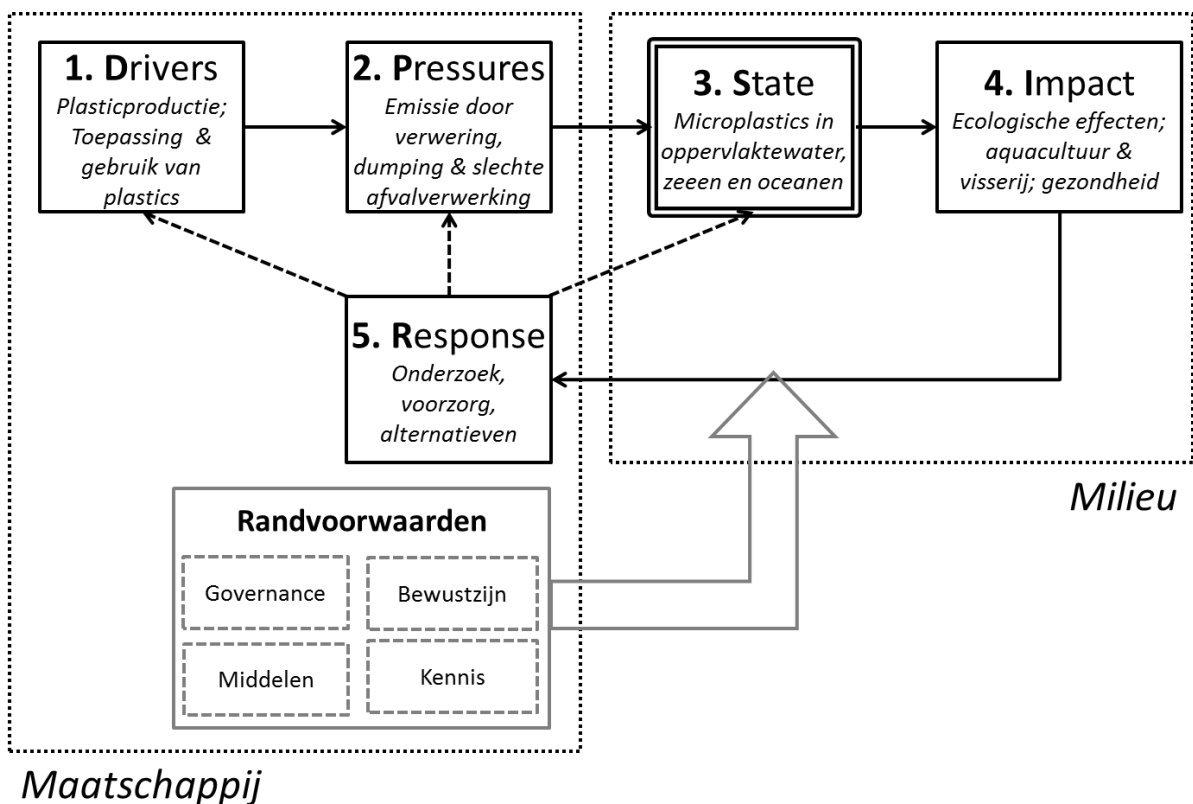 1. Drivers
Plasticproductie;
Toepassing & 
gebruik van
plastics
2. Pressures
Emissie door
verwering,
dumping & slechte
afvalverwerking
3. State
Microplastics in
oppervlaktewater,
zeeen en oceanen
4. Impact
Ecologische effecten;
aquacultuur &
visserij; gezondheid
5. Response
Onderzoek,
voorzorg,
alternatieven
Milieu
Randvoorwaarden
Governance
Bewustzijn
Middelen
Kennis
Maatschappij